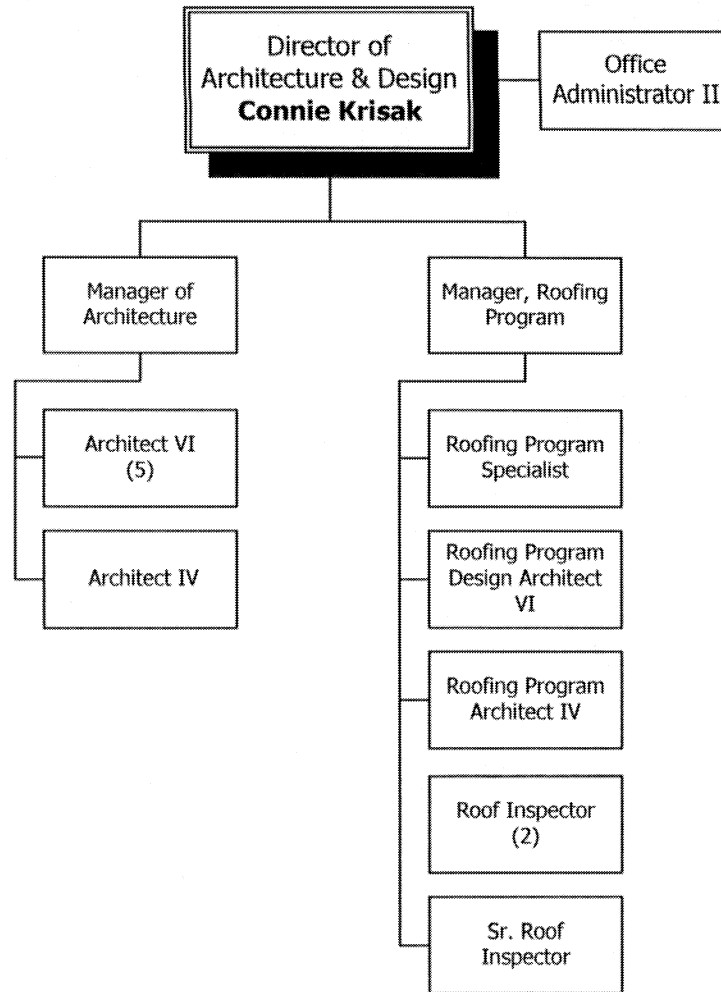 Director of
Architecture & Design
Connie Krisak
Office
Administrator II
Manager of
Architecture
Manager, Roofing
Program
Architect VI
(5)
Architect IV
Roofing Program
Specialist
Roofing Program
Design Architect
VI
Roofing Program
Architect IV
Roof Inspector
(2)
Sr. Roof
Inspector